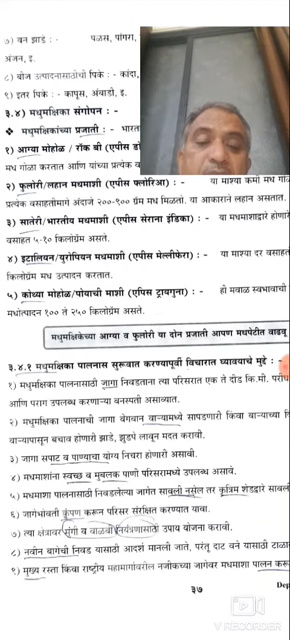 ७) वन झाडे : - पळस, पांगरा,
अंजन, इ.
८) बीज उत्पादनासाठीची पिके : - कांदा,
९) इतर पिके : - कापूस, अंबाडी, इ.
३.४) मधुमक्षिका संगोपन : -
❖ मधुमक्षिकांच्या प्रजाती : - भारत
१) आग्या मोहोळ / रॉक बी (एपीस डो
मध गोळा करतात आणि यांच्या प्रत्येक व
२) फुलोरी/लहान मधमाशी (एपीस फ्लोरिआ) : - या माश्या कमी मध गोळ
प्रत्येक वसाहतीमागे अंदाजे २००-९०० ग्रॅम मध मिळतो. या आकाराने लहान असतात.
३) सातेरी/भारतीय मधमाशी (एपीस सेराना इंडिका) : - या मधमाशाद्वारे होणारे
वसाहत ५-१० किलोग्रॅम असते.
४) इटालियन/युरोपियन मधमाशी (एपीस मेल्लीफेरा) : - या माश्या दर वसाहत
किलोग्रॅम मध उत्पादन करतात.
५) कोथ्या मोहोळ/पोयाची माशी (एपिस ट्रायगुना) : - ही मवाळ स्वभावाची
मधोत्पादन १०० ते २५० किलोग्रॅम असते.
मधुमक्षिकेच्या आग्या व फुलोरी या दोन प्रजाती आपण मधपेटीत वाढवू
३.४.१ मधुमक्षिका पालनास सुरूवात करण्यापूर्वी विचारात घ्यावयाचे मुद्दे : -
१) मधुमक्षिका पालनासाठी जागा निवडताना त्या परिसरात एक ते दीड कि.मी. परीघ
आणि पराग उपलब्ध करणाऱ्या वनस्पती असाव्यात.
२) मधुमक्षिका पालनाची जागा वेगवान वाऱ्यामध्ये सापडणारी किंवा वाऱ्याच्या दि
वाऱ्यापासून बचाव होणारी झाडे, झुडपे लावून मदत करावी.
३) जागा सपाट व पाण्याचा योग्य निचरा होणारी असावी.
४) मधमाशांना स्वच्छ व मुबलक पाणी परिसरामध्ये उपलब्ध असावे.
५) मधमाशा पालनासाठी निवडलेल्या जागेत सावली नसेल तर कृत्रिम शेडद्वारे सावली
६) जागेभोवती कुंपण करून परिसर संरक्षित करण्यात यावा.
७) त्या क्षेत्रावर मुंगी व वाळवी नियंत्रणासाठी उपाय योजना करावी.
८) नवीन बागेची निवड यासाठी आदर्श मानली जाते, परंतु दाट वने यासाठी टाळा
९) मुख्य रस्ता किंवा राष्ट्रीय महामार्गावरील नजीकच्या जागेवर मधमाशा पालन करू
३७
Dep
V RECORDER